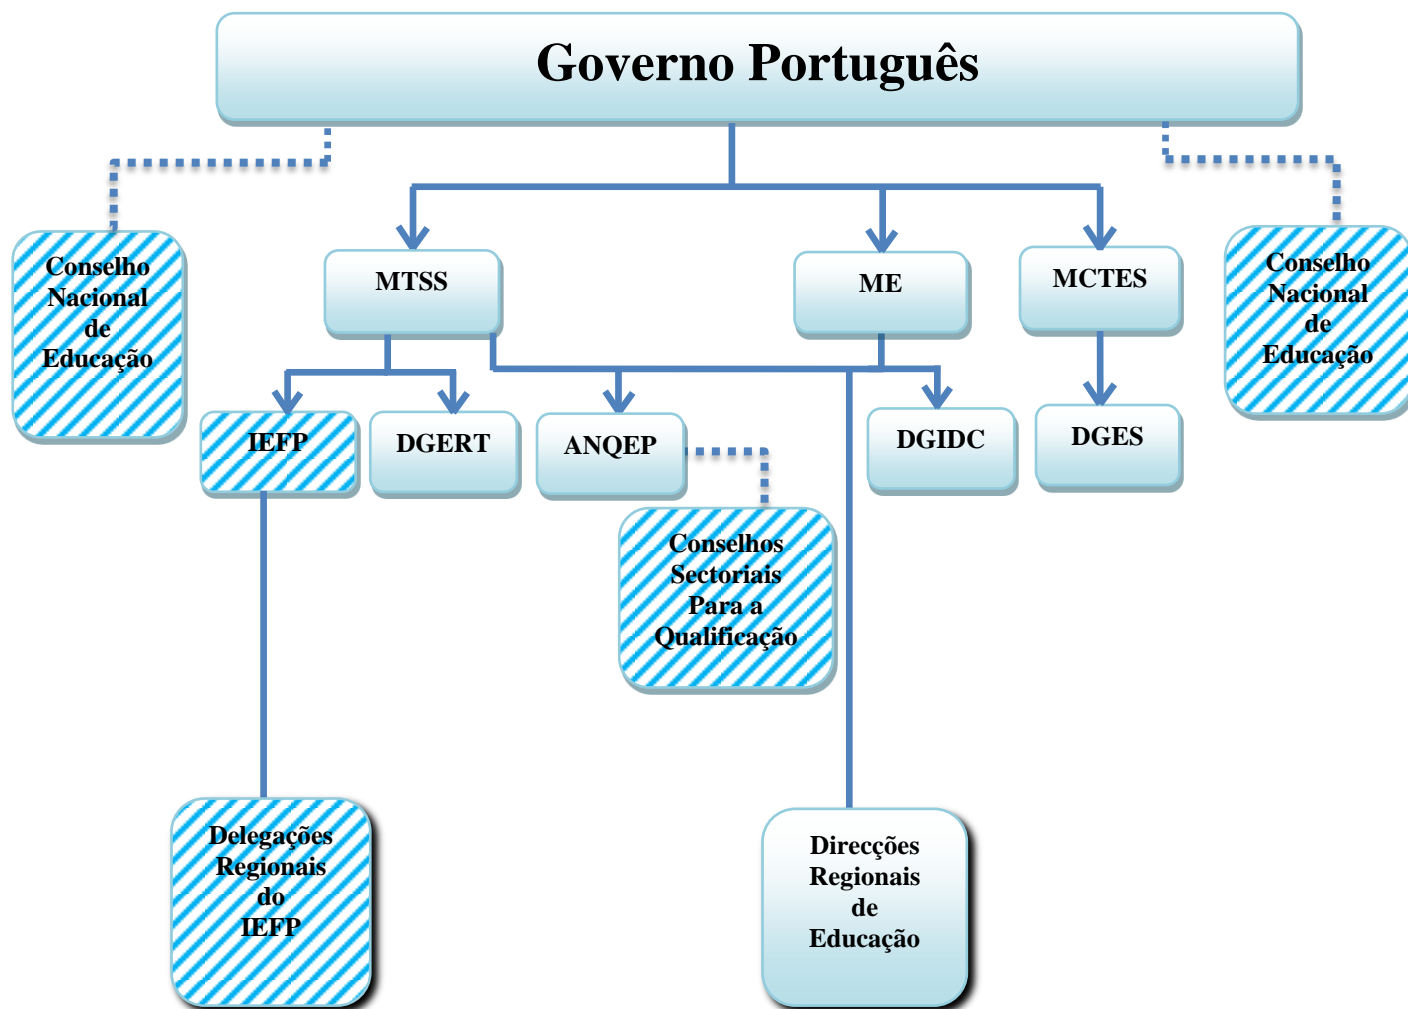 Governo Português
Conselho
Nacional
de
Educação
MTSS
ME
MCTES
Conselho
Nacional
de
Educação
IEFP
DGERT
ANQEP
DGIDC
DGES
Conselhos
Sectoriais
Para a
Qualificação
Delegações
Regionais
do
IEFP
Direcções
Regionais
de
Educação